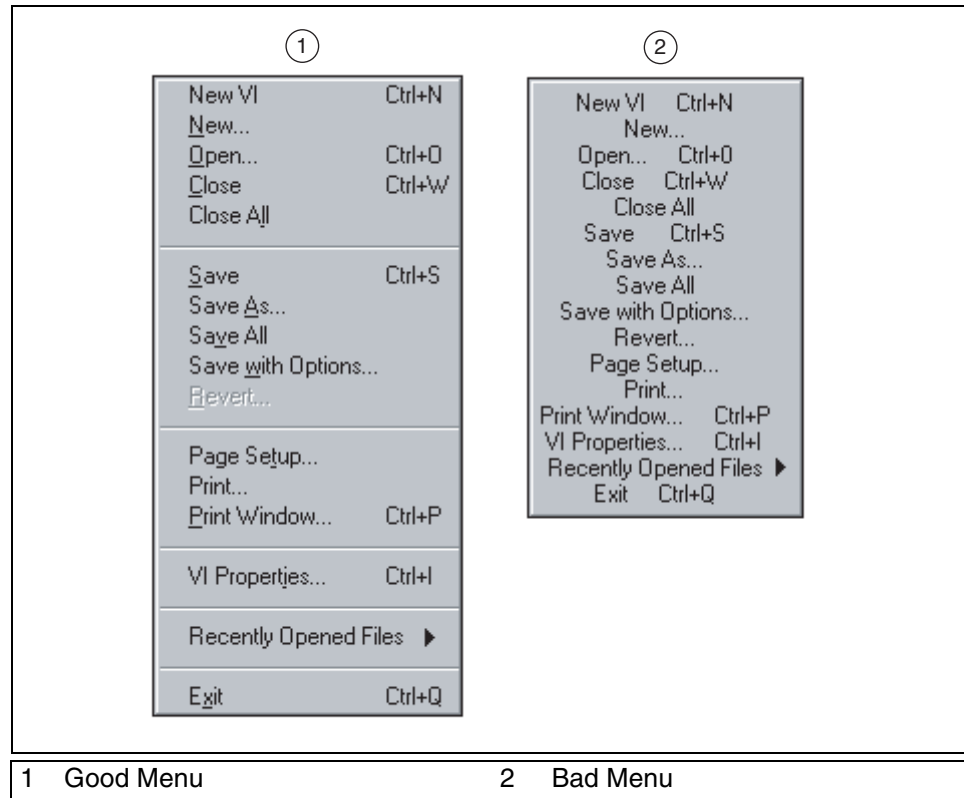 1
New VI Ctrl+N
New...
Open... Ctrl+O
Close Ctrl+W
Close All
Save Ctrl+S
Save As...
Save All
Save with Options...
Revert...
Page Setup...
Print...
Print Window... Ctrl+P
VI Properties... Ctrl+I
Recently Opened Files
Exit Ctrl+Q
2
New VI Ctrl+N
New...
Open... Ctrl+0
Close Ctrl+W
Close All
Save Ctrl+S
Save As...
Save All
Save with Options...
Revert...
Page Setup...
Print...
Print Window... Ctrl+P
VI Properties... Ctrl+I
Recently Opened Files
Exit Ctrl+Q
1 Good Menu 2 Bad Menu